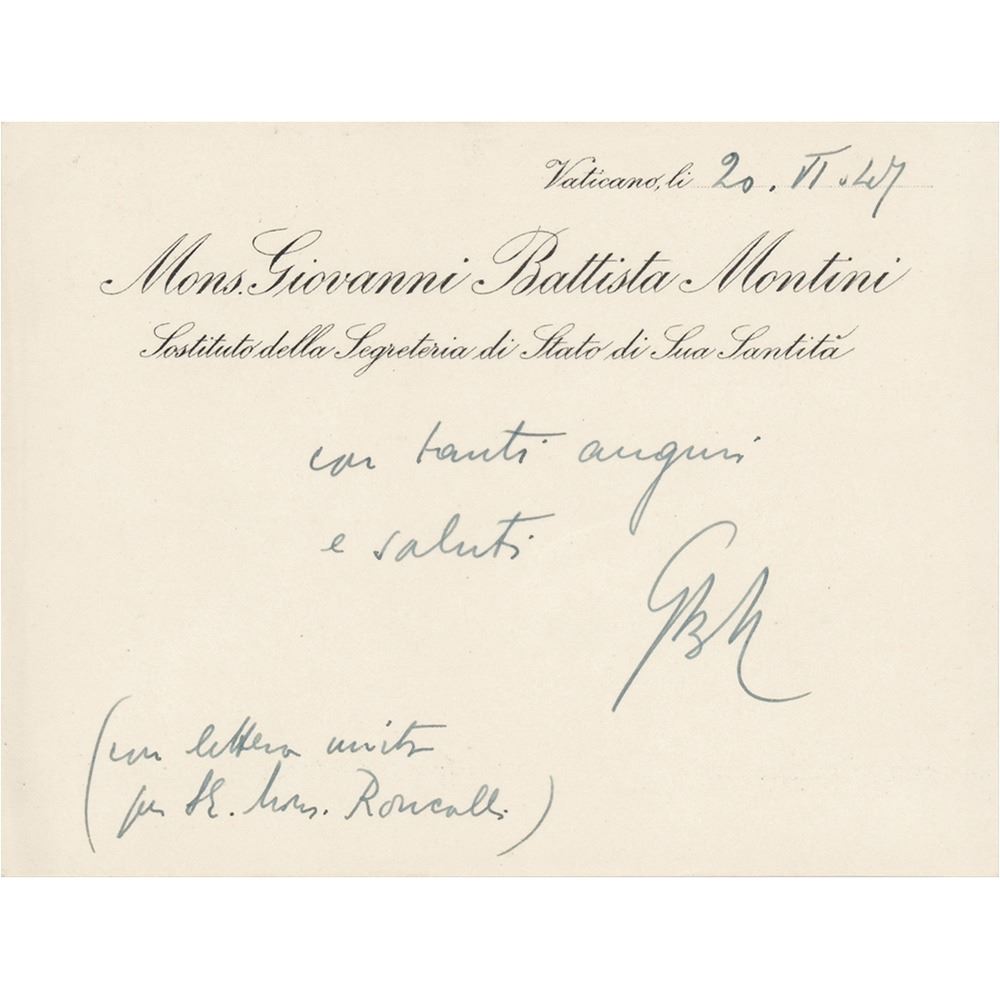 Vaticano, li 20. VI. 47
Mons. Giovanni Battista Montini
Sostituto della Segreteria di Stato di Sua Santità
con tanti auguri
e saluti
GBM
(con lettera unita
per S.E. Mons. Roncalli)